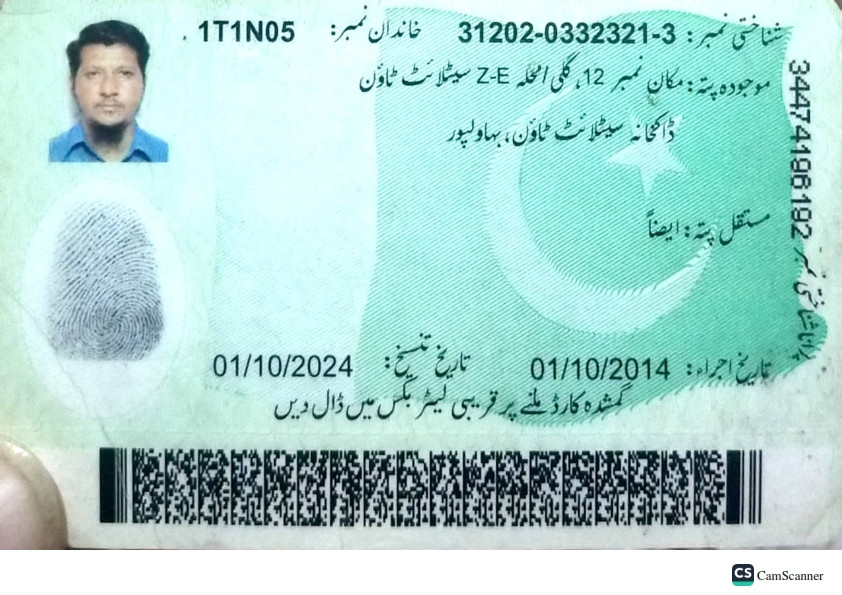 شناختی نمبر: 31202-0332321-3 خاندان نمبر: 1T1N05
موجودہ پتہ: مکان نمبر 12، گلی/محلہ Z-E سیٹلائٹ ٹاؤن
ڈاکخانہ سیٹلائٹ ٹاؤن، بہاولپور
مستقل پتہ: ایضاً
تاریخ اجراء: 01/10/2014 تاریخ تنسیخ: 01/10/2024
گمشدہ کارڈ ملنے پر قریبی لیٹر بکس میں ڈال دیں
34474196192 پرانا شناختی نمبر
CS CamScanner